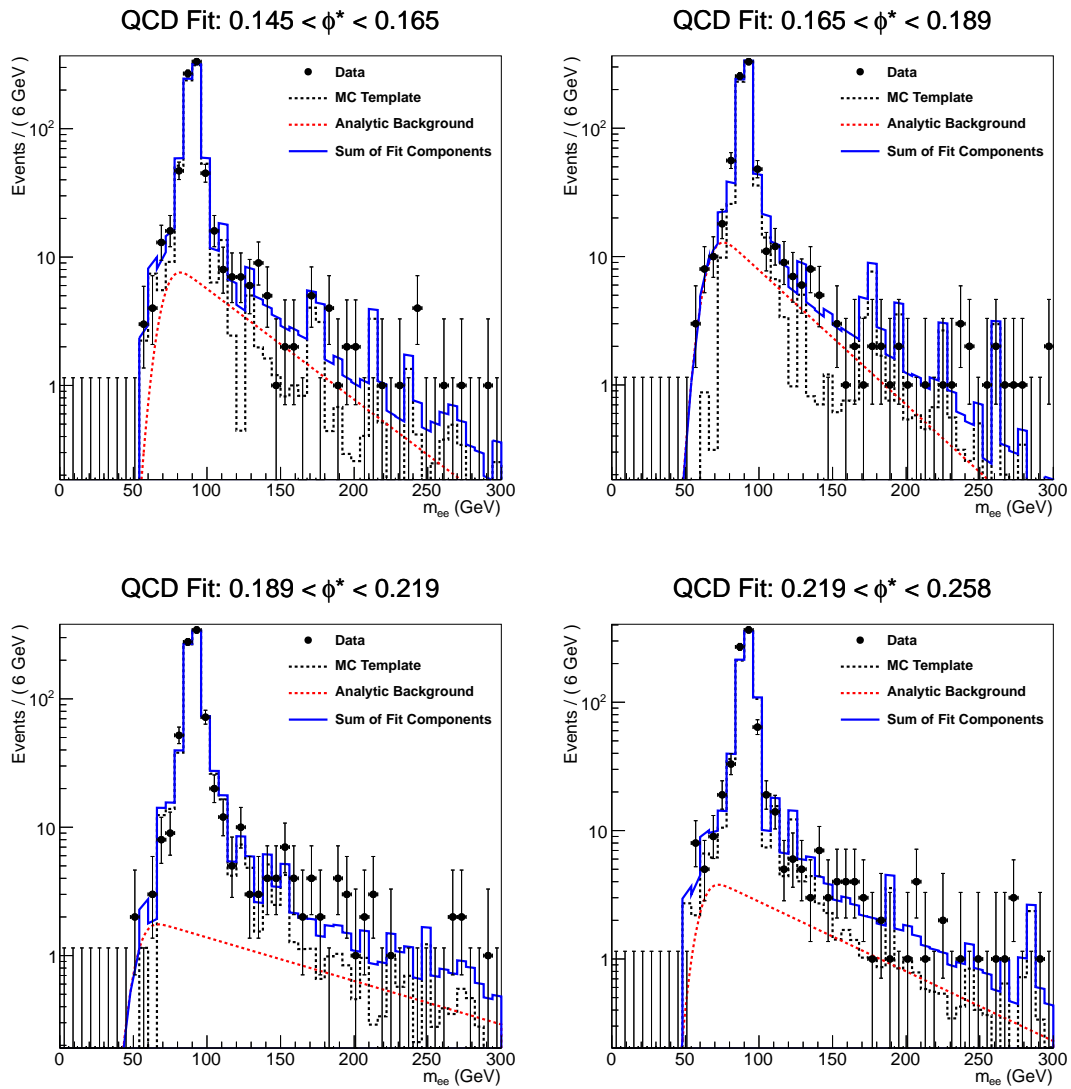 QCD Fit: 0.145 < ϕ* < 0.165
Events / ( 6 GeV )
10²
10
1
Data
MC Template
Analytic Background
Sum of Fit Components
0 50 100 150 200 250 300
m_ee (GeV)
QCD Fit: 0.165 < ϕ* < 0.189
Events / ( 6 GeV )
10²
10
1
Data
MC Template
Analytic Background
Sum of Fit Components
0 50 100 150 200 250 300
m_ee (GeV)
QCD Fit: 0.189 < ϕ* < 0.219
Events / ( 6 GeV )
10²
10
1
Data
MC Template
Analytic Background
Sum of Fit Components
0 50 100 150 200 250 300
m_ee (GeV)
QCD Fit: 0.219 < ϕ* < 0.258
Events / ( 6 GeV )
10²
10
1
Data
MC Template
Analytic Background
Sum of Fit Components
0 50 100 150 200 250 300
m_ee (GeV)